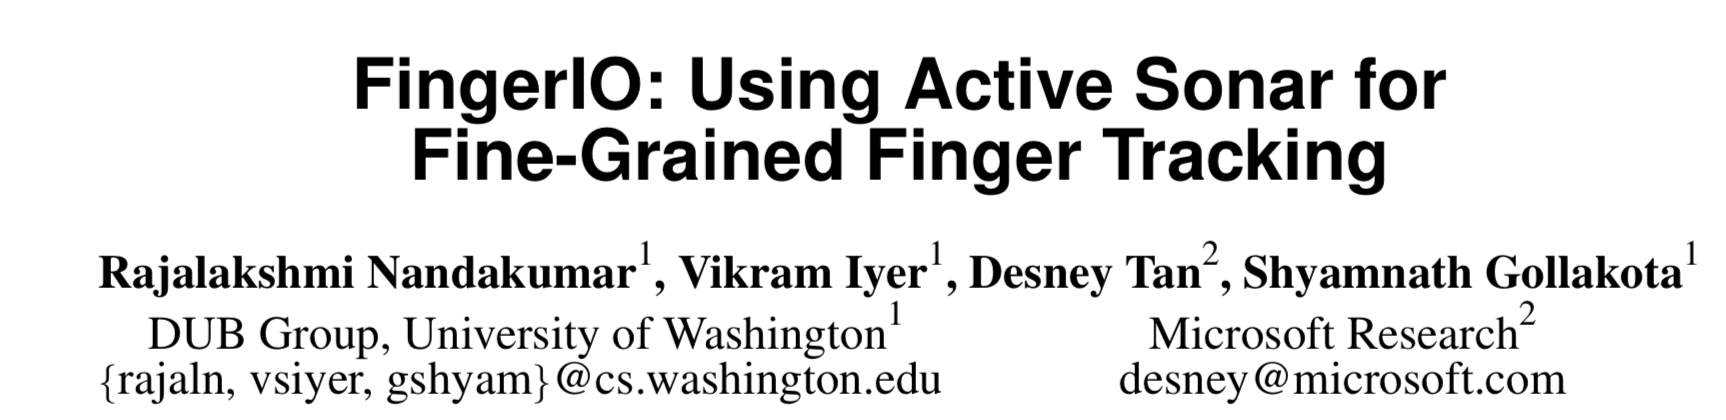 FingerIO: Using Active Sonar for
Fine-Grained Finger Tracking
Rajalakshmi Nandakumar¹, Vikram Iyer¹, Desney Tan², Shyamnath Gollakota¹
DUB Group, University of Washington¹
Microsoft Research²
{rajaln, vsiyer, gshyam}@cs.washington.edu
desney@microsoft.com